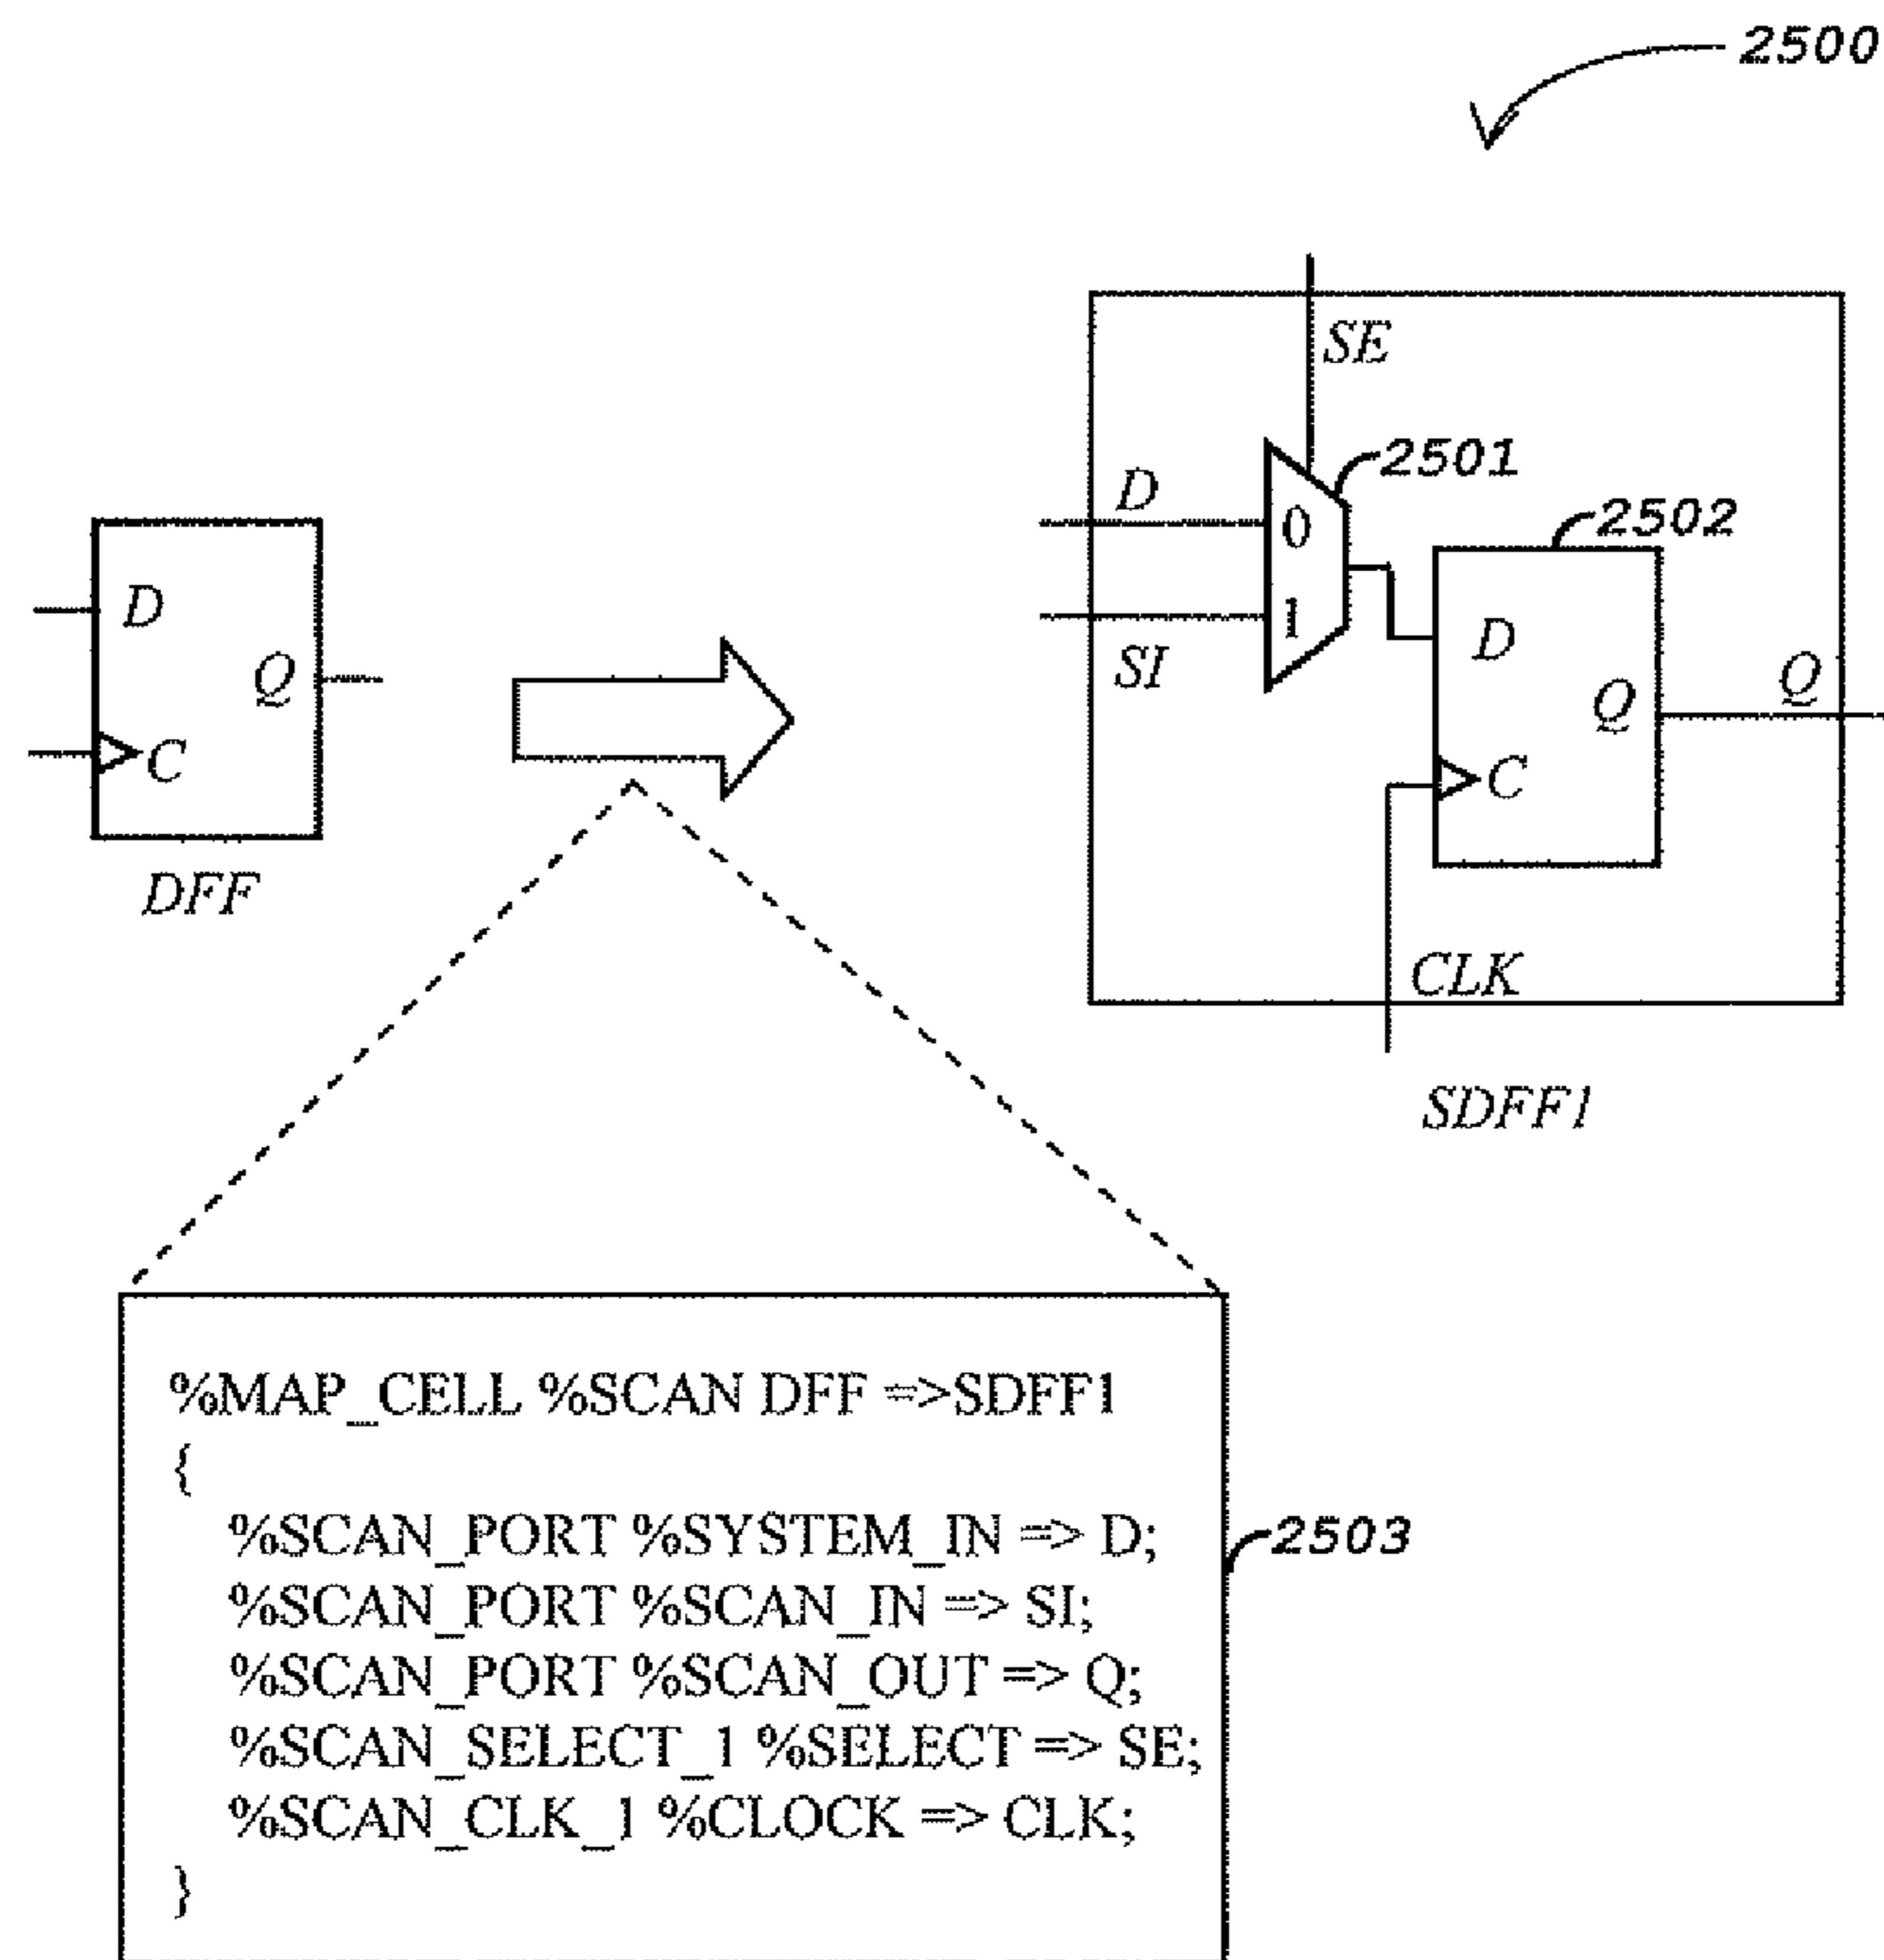 2500
SE
2501
D
0
2502
D
D
1
SI
Q
Q
Q
C
C
DFF
CLK
SDFF1
%MAP_CELL %SCAN DFF =>SDFF1
{
%SCAN_PORT %SYSTEM_IN => D;
2503
%SCAN_PORT %SCAN_IN => SI;
%SCAN_PORT %SCAN_OUT => Q;
%SCAN_SELECT_1 %SELECT => SE;
%SCAN_CLK_1 %CLOCK => CLK;
}